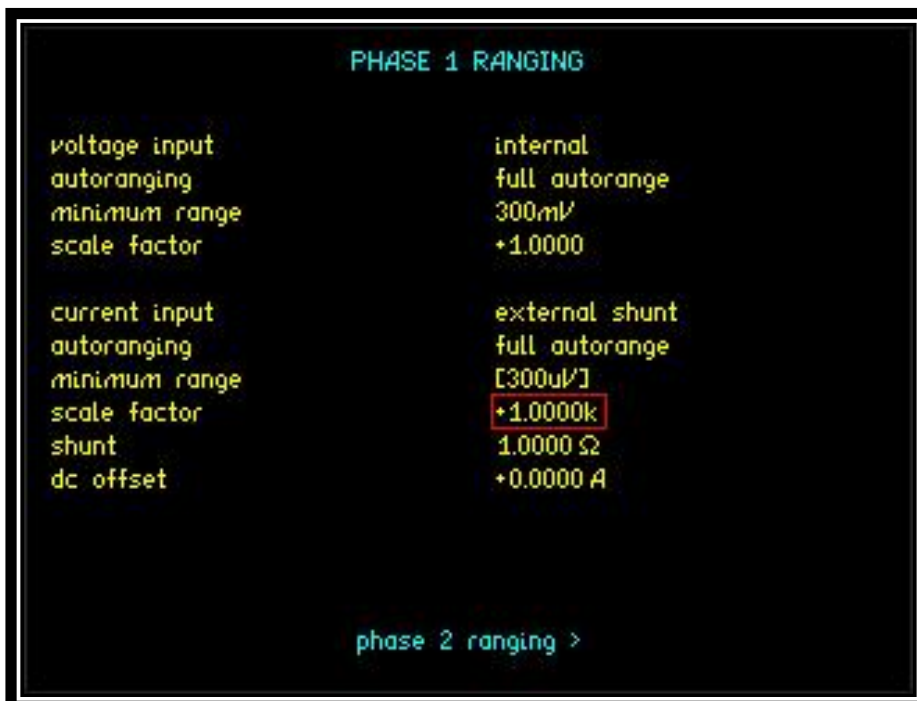 PHASE 1 RANGING
voltage input internal
autoranging full autorange
minimum range 300mV
scale factor +1.0000
current input external shunt
autoranging full autorange
minimum range [300uV]
scale factor +1.0000k
shunt 1.0000 Ω
dc offset +0.0000 A
phase 2 ranging >